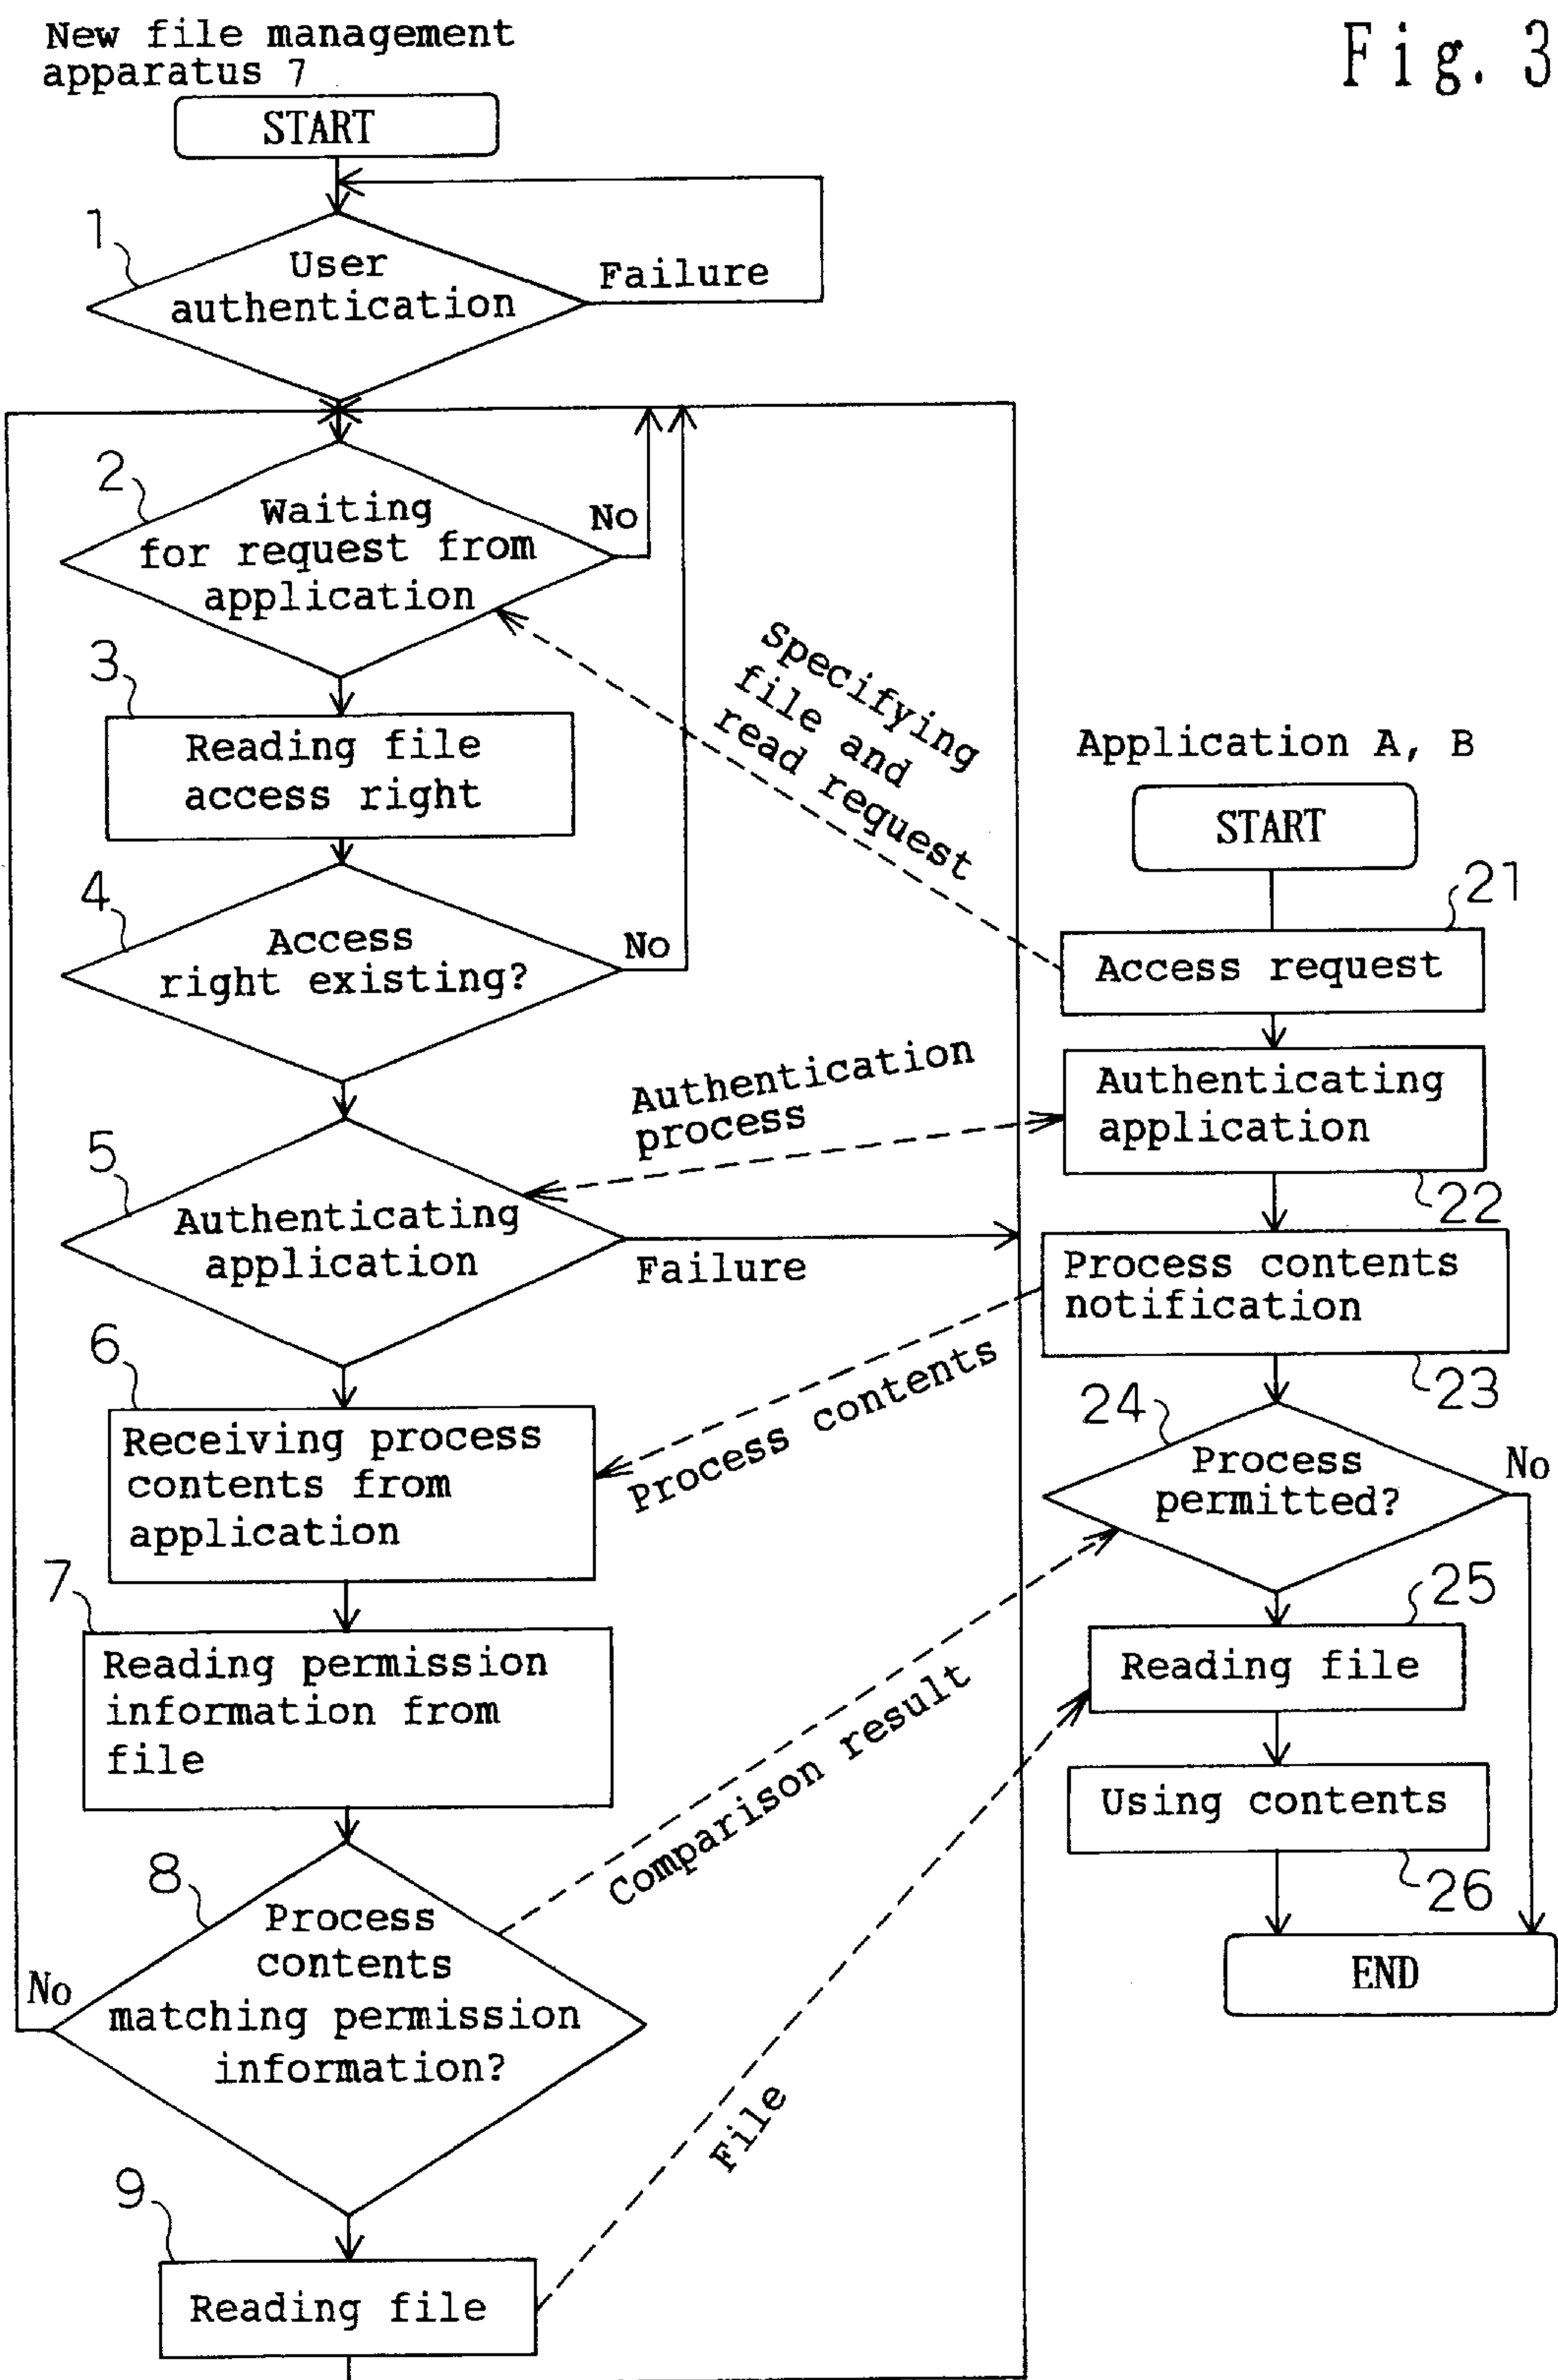 New file management
apparatus 7
Fig. 3
START
1
User
authentication
Failure
2
Waiting
for request from
application
No
3
Reading file
access right
4
Access
right existing?
No
5
Authenticating
application
Failure
6
Receiving process
contents from
application
7
Reading permission
information from
file
8
Process
contents
matching permission
information?
No
9
Reading file
Specifying
file and
read request
Authentication
process
Process contents
Comparison result
File
Application A, B
START
21
Access request
Authenticating
application
22
Process contents
notification
23
24
Process
permitted?
No
25
Reading file
Using contents
26
END